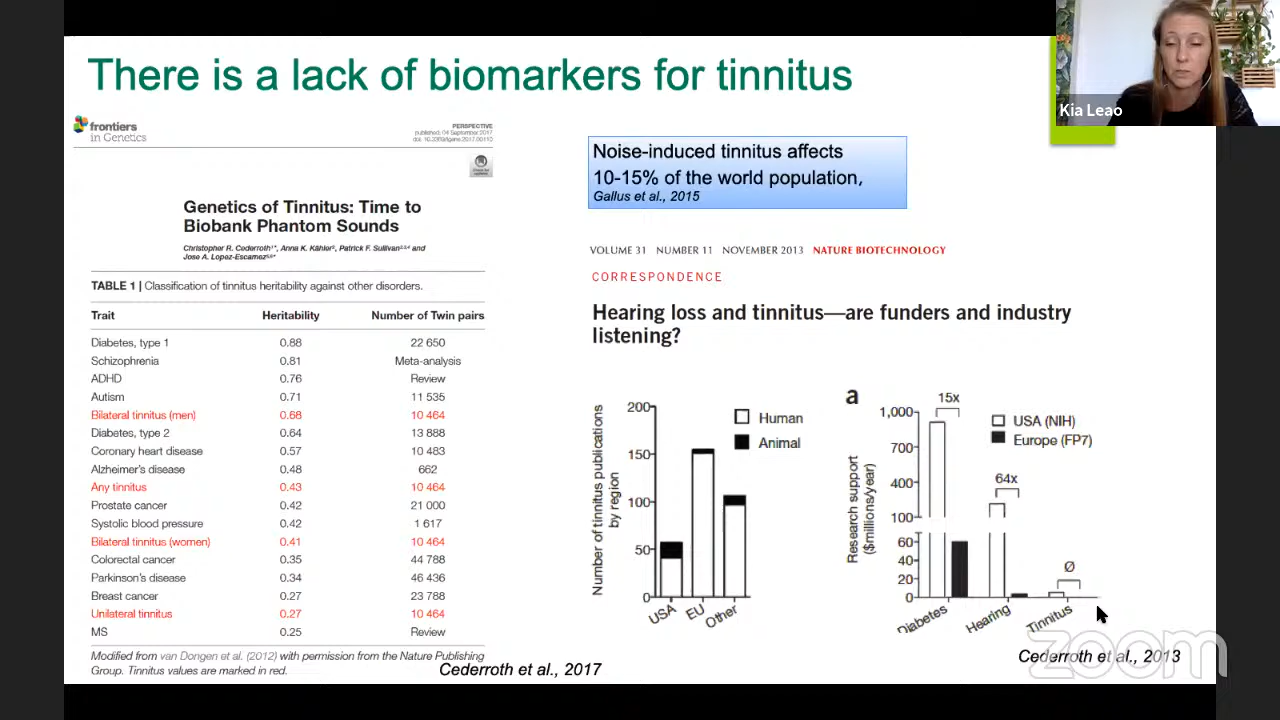 There is a lack of biomarkers for tinnitus
Kia Leao
frontiers
in Genetics
PERSPECTIVE
published: 04 September 2017
Genetics of Tinnitus: Time to
Biobank Phantom Sounds
Christopher R. Cederroth¹*, Anna K. Kähler², Patrick F. Sullivan²,³,⁴ and
Jose A. Lopez-Escamez⁵,⁶*
TABLE 1 | Classification of tinnitus heritability against other disorders.
Trait Heritability Number of Twin pairs
Diabetes, type 1 0.88 22 650
Schizophrenia 0.81 Meta-analysis
ADHD 0.76 Review
Autism 0.71 11 535
Bilateral tinnitus (men) 0.68 10 464
Diabetes, type 2 0.64 13 888
Coronary heart disease 0.57 10 483
Alzheimer's disease 0.48 662
Any tinnitus 0.43 10 464
Prostate cancer 0.42 21 000
Systolic blood pressure 0.42 1 617
Bilateral tinnitus (women) 0.41 10 464
Colorectal cancer 0.35 44 788
Parkinson's disease 0.34 46 436
Breast cancer 0.27 23 788
Unilateral tinnitus 0.27 10 464
MS 0.25 Review
Modified from van Dongen et al. (2012) with permission from the Nature Publishing
Group. Tinnitus values are marked in red.
Cederroth et al., 2017
Noise-induced tinnitus affects
10-15% of the world population,
Gallus et al., 2015
VOLUME 31 NUMBER 11 NOVEMBER 2013 NATURE BIOTECHNOLOGY
CORRESPONDENCE
Hearing loss and tinnitus—are funders and industry
listening?
Number of tinnitus publications
by region
200
150
100
50
0
Human
Animal
USA
EU
Other
a
Research support
($millions/year)
1,000
700
400
100
60
40
20
0
15x
64x
Ø
USA (NIH)
Europe (FP7)
Diabetes
Hearing
Tinnitus
Cederroth et al., 2013
zoom